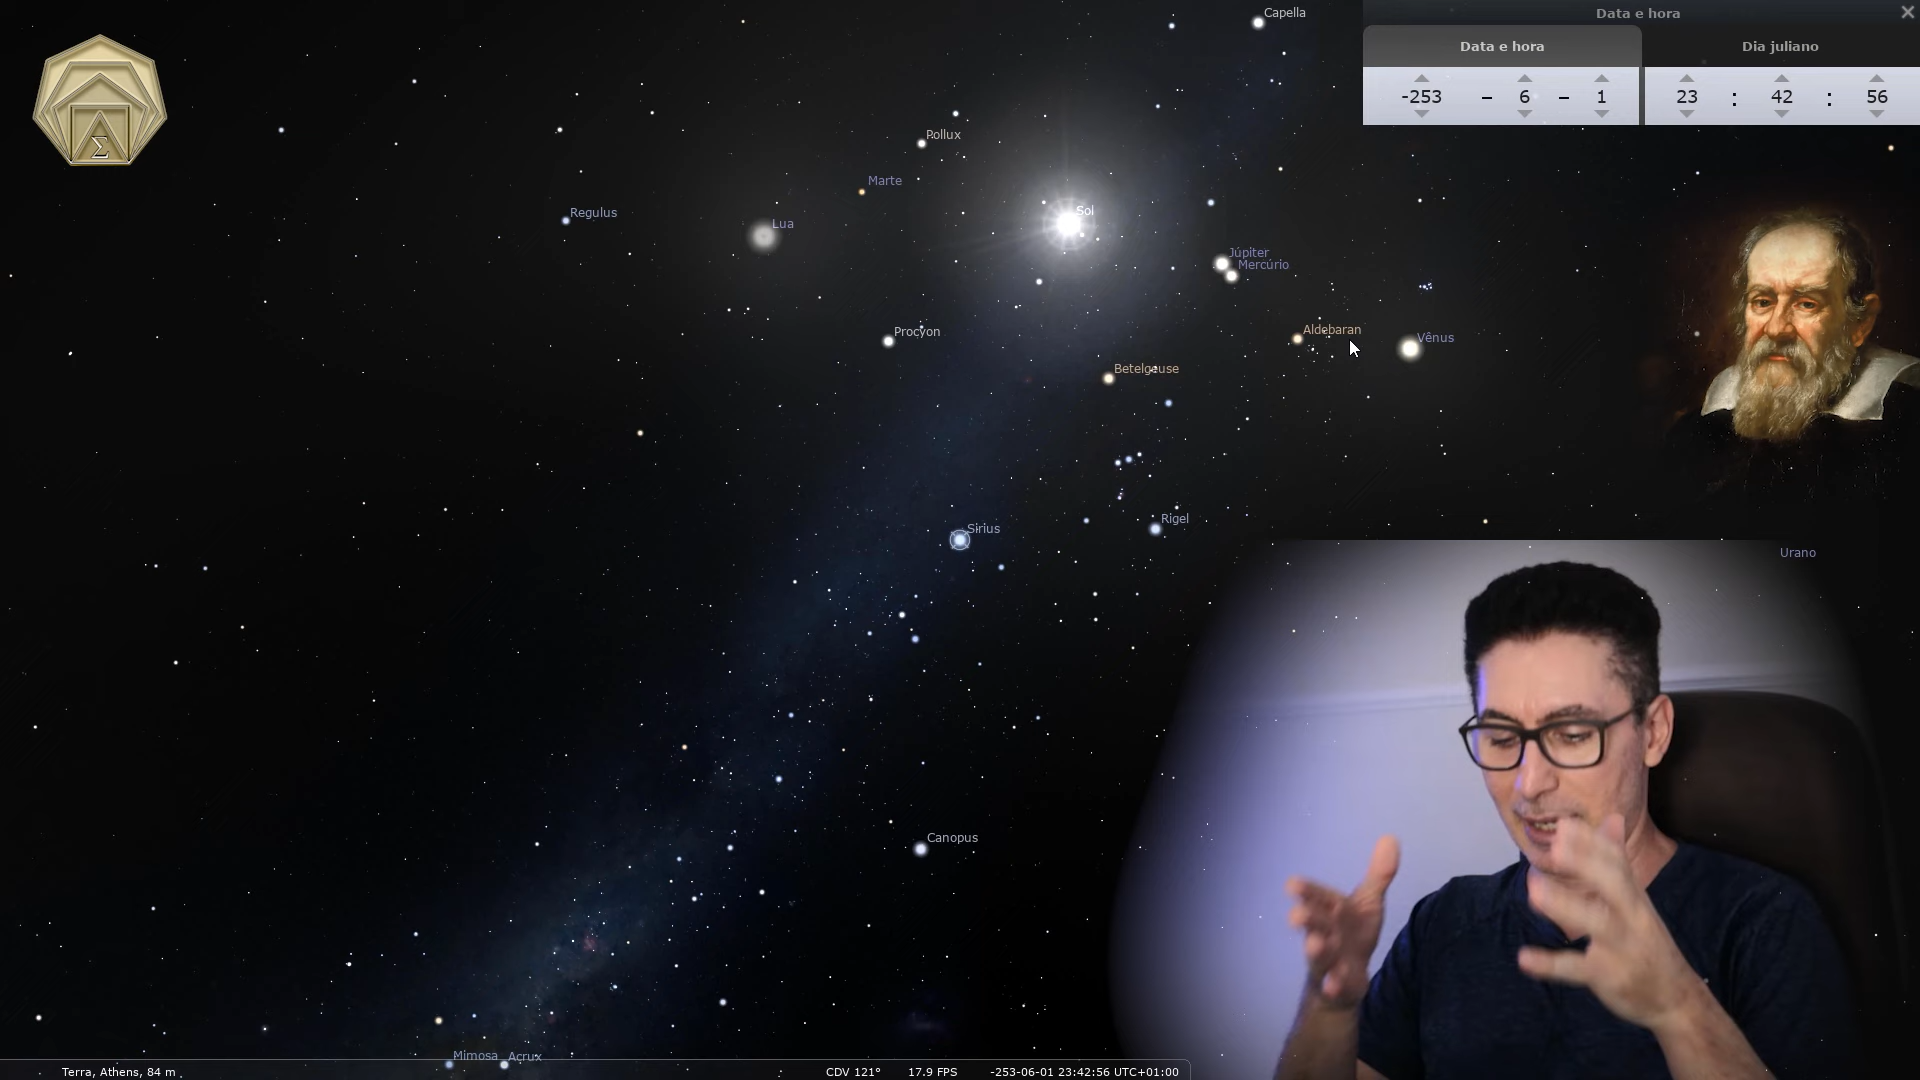 Capella
Data e hora
Data e hora
Dia juliano
-253 – 6 – 1
23 : 42 : 56
Pollux
Marte
Σ
Regulus
Sol
Lua
Júpiter
Mercúrio
Procyon
Aldebaran
Vênus
Betelgeuse
Rigel
Sirius
Urano
Canopus
Mimosa
Acrux
Terra, Athens, 84 m
CDV 121°
17.9 FPS
-253-06-01 23:42:56 UTC+01:00